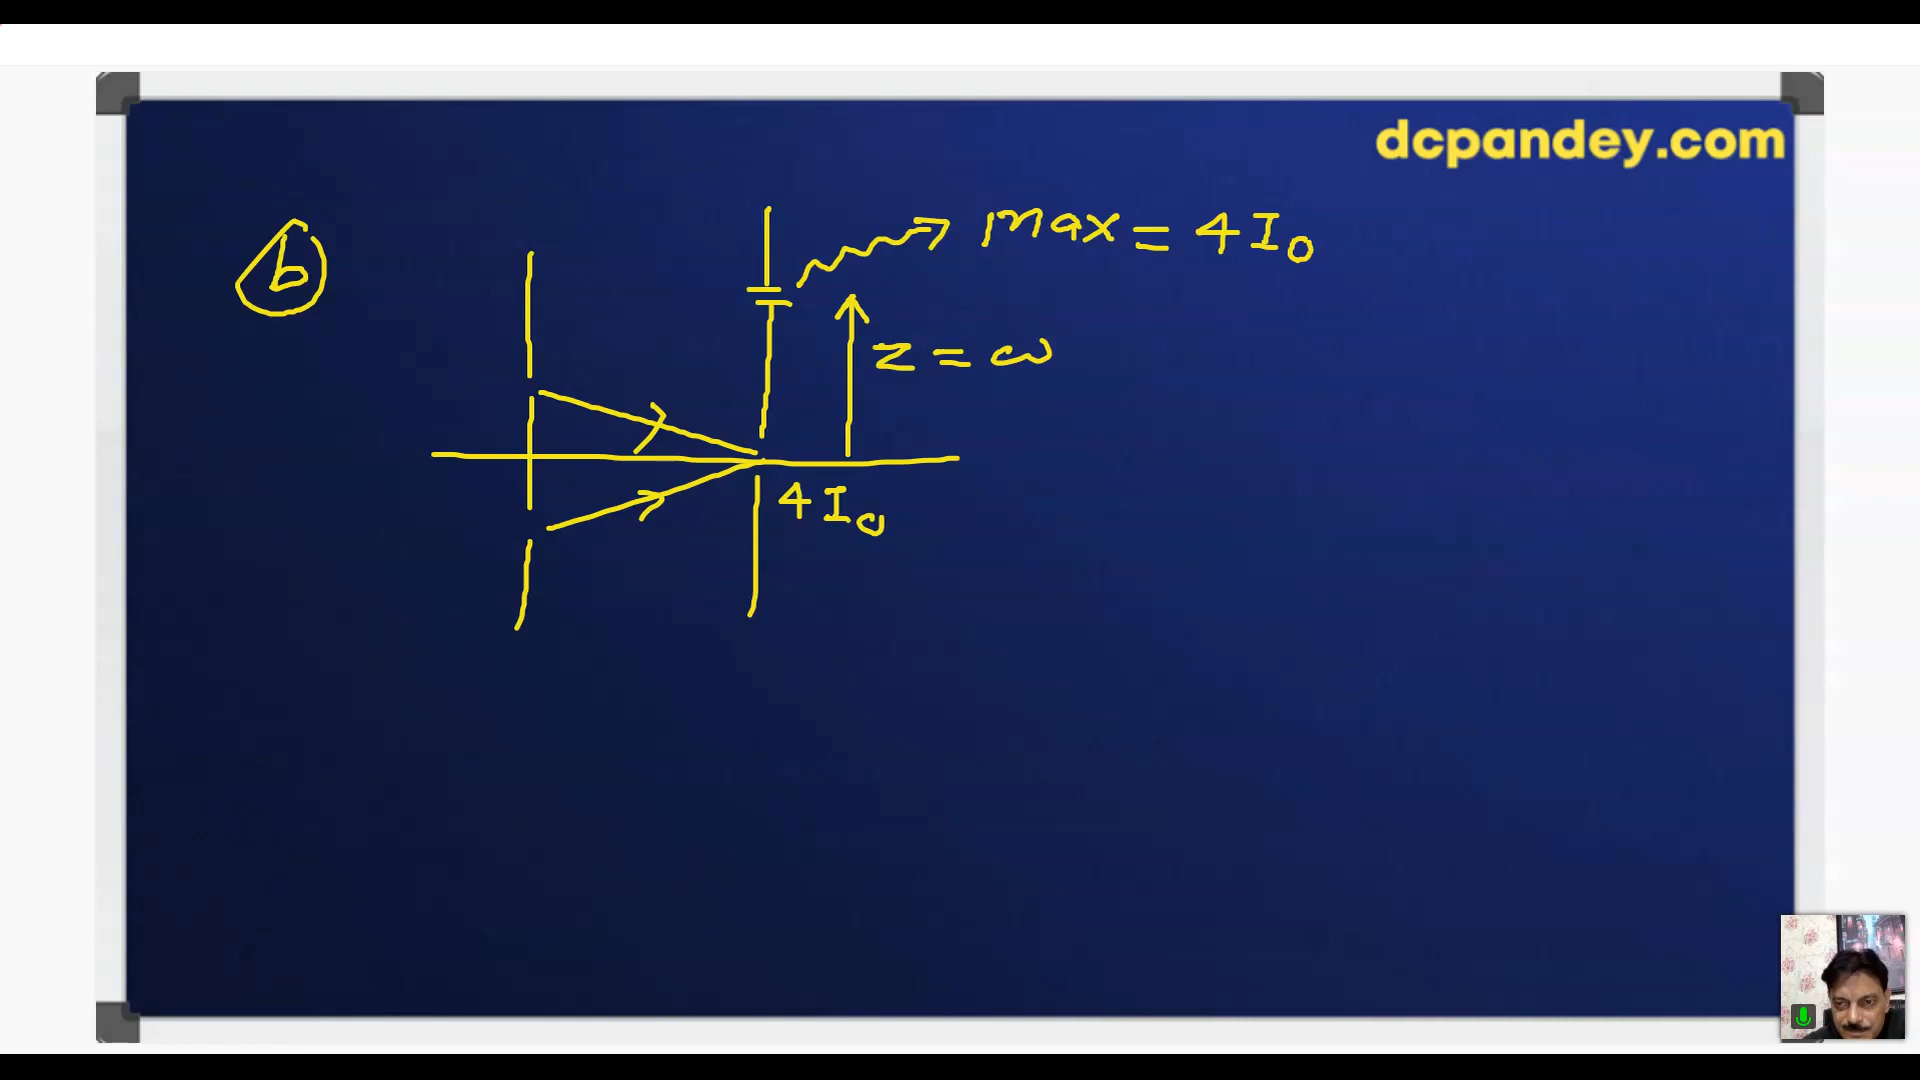 dcpandey.com
b
max = 4I₀
z = ω
4I₀